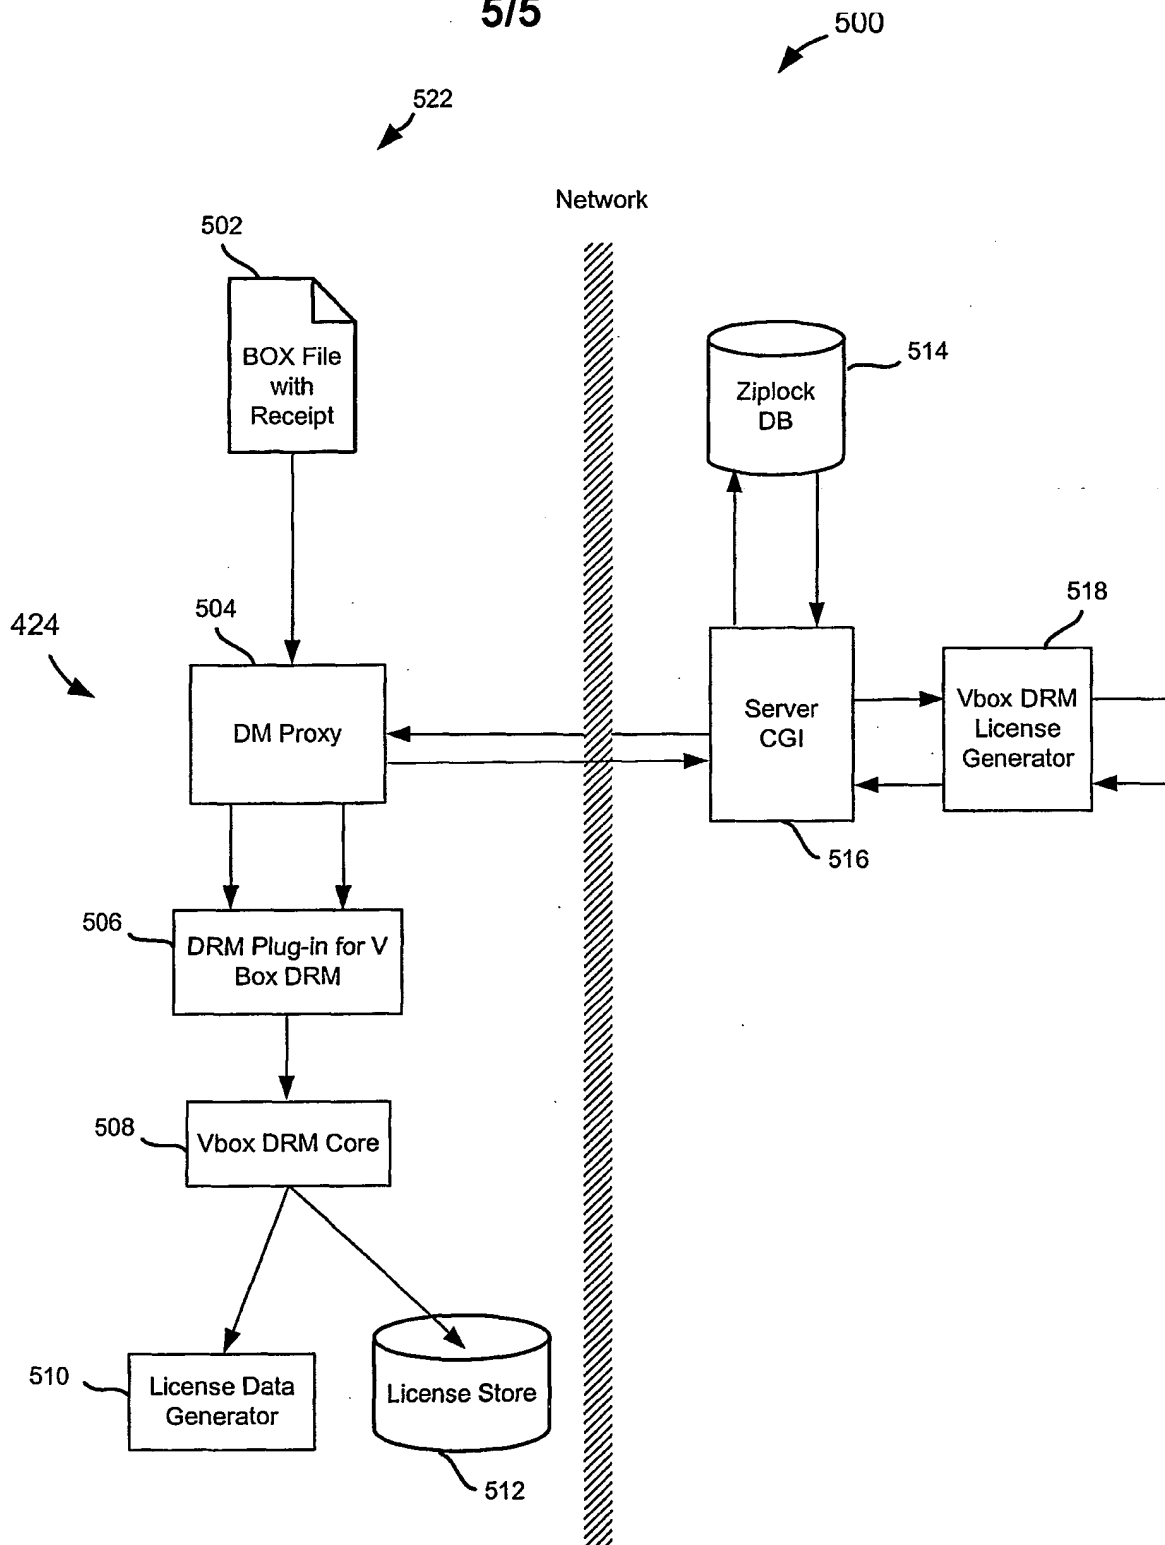 5/5
500
522
Network
502
BOX File
with
Receipt
514
Ziplock
DB
504
424
518
DM Proxy
Server
CGI
Vbox DRM
License
Generator
516
506
DRM Plug-in for V
Box DRM
508
Vbox DRM Core
510
License Data
Generator
License Store
512